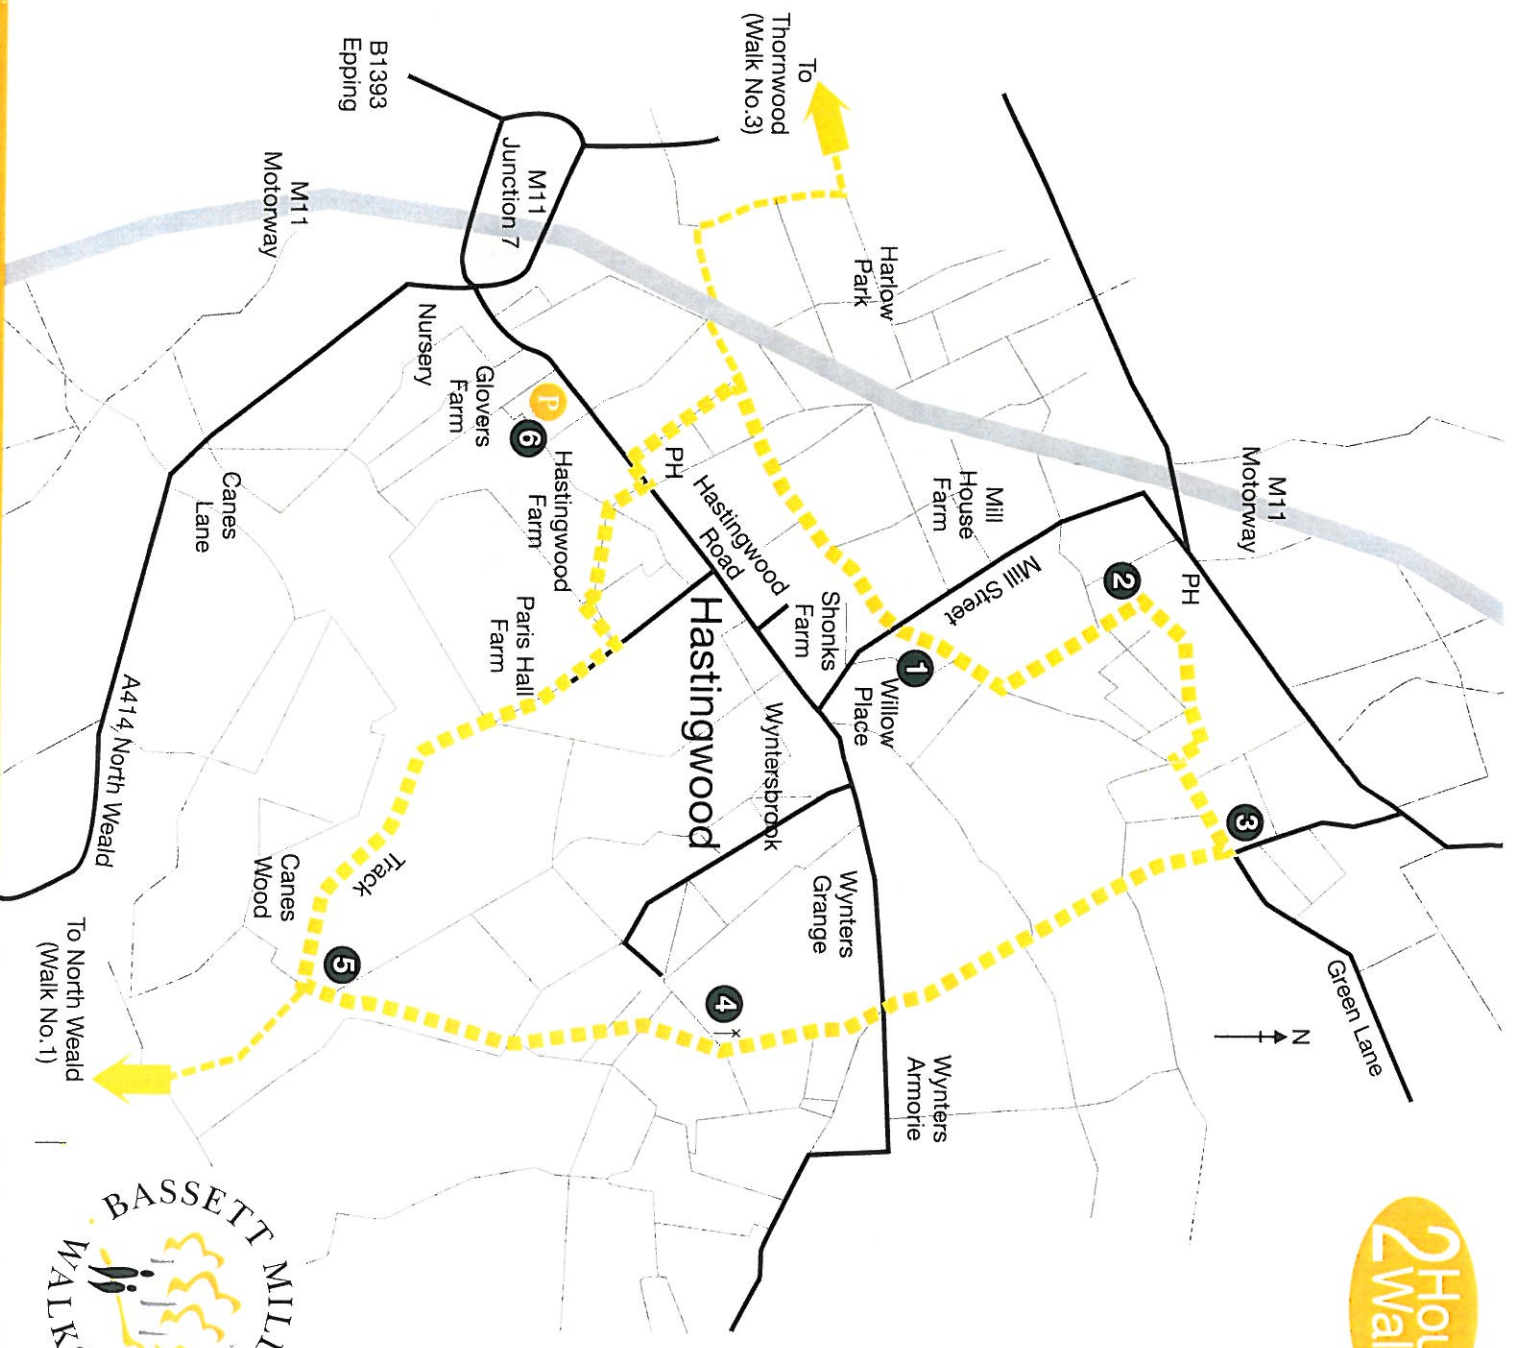 To
Thornwood
(Walk No.3)
B1393
Epping
M11
Junction 7
M11
Motorway
Harlow
Park
Nursery
Glovers
Farm
P
6
Hastingwood
Farm
PH
Hastingwood
Road
Mill
House
Farm
Mill Street
M11
Motorway
PH
2
Shonks
Farm
1
Willow
Place
Hastingwood
Paris Hall
Farm
Canes
Lane
A414 North Weald
Wyntersbrook
Wynters
Grange
3
Green Lane
N
4
Wynters
Armorie
Track
Canes
Wood
5
To North Weald
(Walk No.1)
2
BASSETT
WALK